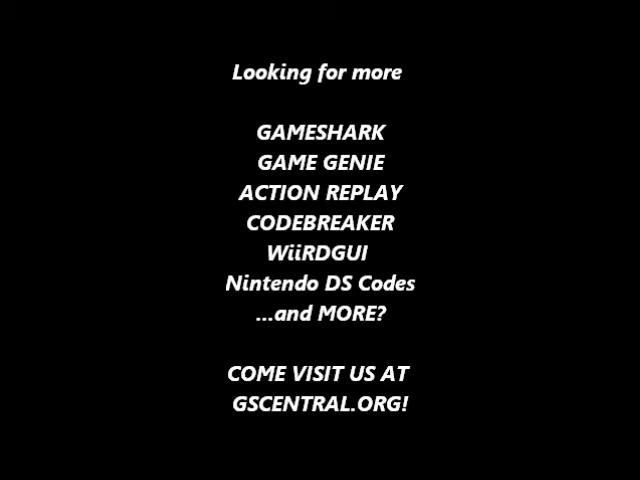 Looking for more
GAMESHARK
GAME GENIE
ACTION REPLAY
CODEBREAKER
WiiRDGUI
Nintendo DS Codes
...and MORE?
COME VISIT US AT
GSCENTRAL.ORG!